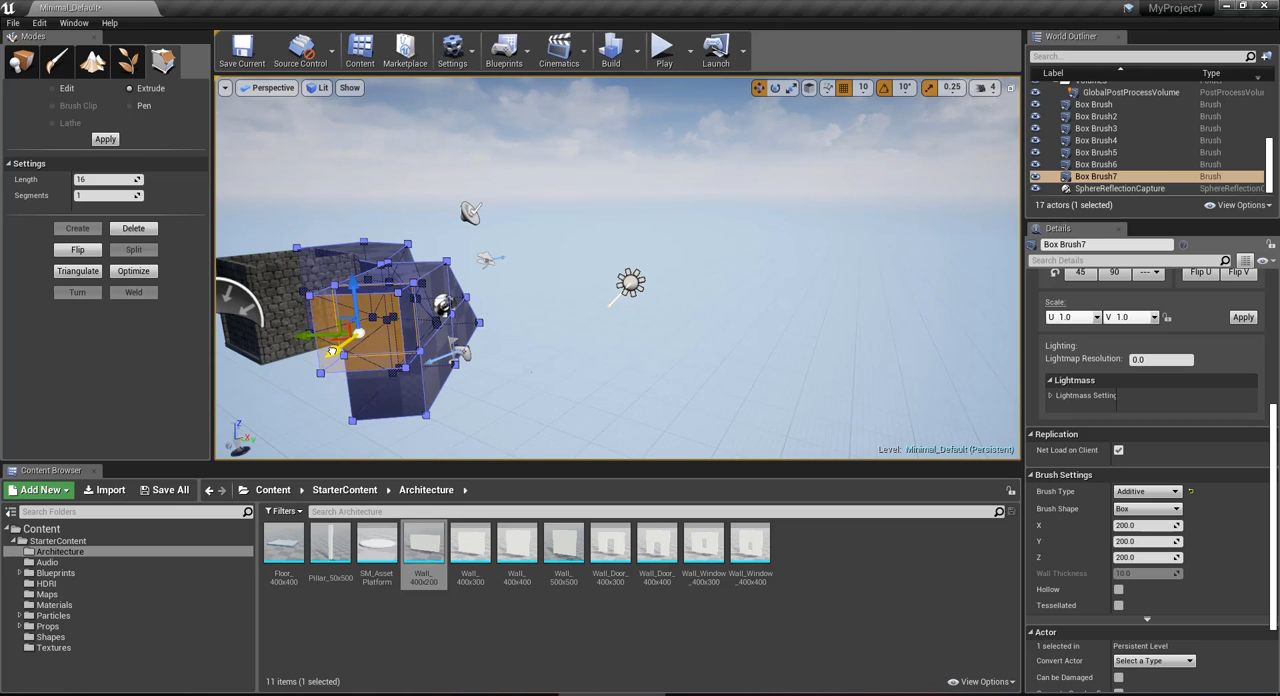 Minimal_Default*
MyProject7
File Edit Window Help
Modes
Edit Extrude
Brush Clip Pen
Lathe
Apply
Settings
Length 16
Segments 1
Create Delete
Flip Split
Triangulate Optimize
Turn Weld
Save Current Source Control Content Marketplace Settings Blueprints Cinematics Build Play Launch
Perspective Lit Show
10 10° 0.25 4
Level: Minimal_Default (Persistent)
World Outliner
Search...
Label Type
GlobalPostProcessVolume PostProcessVolu
Box Brush Brush
Box Brush2 Brush
Box Brush3 Brush
Box Brush4 Brush
Box Brush5 Brush
Box Brush6 Brush
Box Brush7 Brush
SphereReflectionCapture SphereReflection
17 actors (1 selected) View Options
Details
Box Brush7
Search Details
45 90 --- Flip U Flip V
Scale:
U 1.0 V 1.0 Apply
Lighting:
Lightmap Resolution: 0.0
Lightmass
Lightmass Setting
Replication
Net Load on Client
Brush Settings
Brush Type Additive
Brush Shape Box
X 200.0
Y 200.0
Z 200.0
Wall Thickness 10.0
Hollow
Tessellated
Actor
1 selected in Persistent Level
Convert Actor Select a Type
Can be Damaged
Content Browser
Add New Import Save All Content StarterContent Architecture
Search Folders
Filters Search Architecture
Content
StarterContent
Architecture
Audio
Blueprints
HDRI
Maps
Materials
Particles
Props
Shapes
Textures
Floor_ 400x400
Pillar_50x500
SM_Asset Platform
Wall_ 400x200
Wall_ 400x300
Wall_ 400x400
Wall_ 500x500
Wall_Door_ 400x300
Wall_Door_ 400x400
Wall_Window _400x300
Wall_Window _400x400
11 items (1 selected) View Options